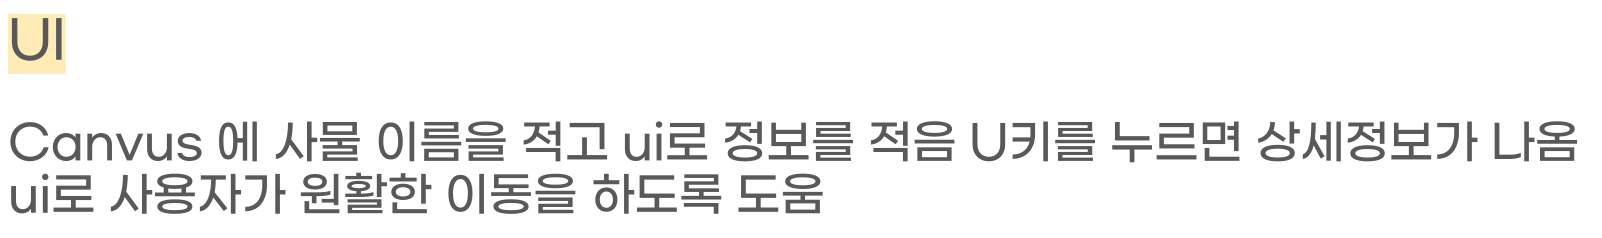 UI
Canvus 에 사물 이름을 적고 ui로 정보를 적음 U키를 누르면 상세정보가 나옴
ui로 사용자가 원활한 이동을 하도록 도움